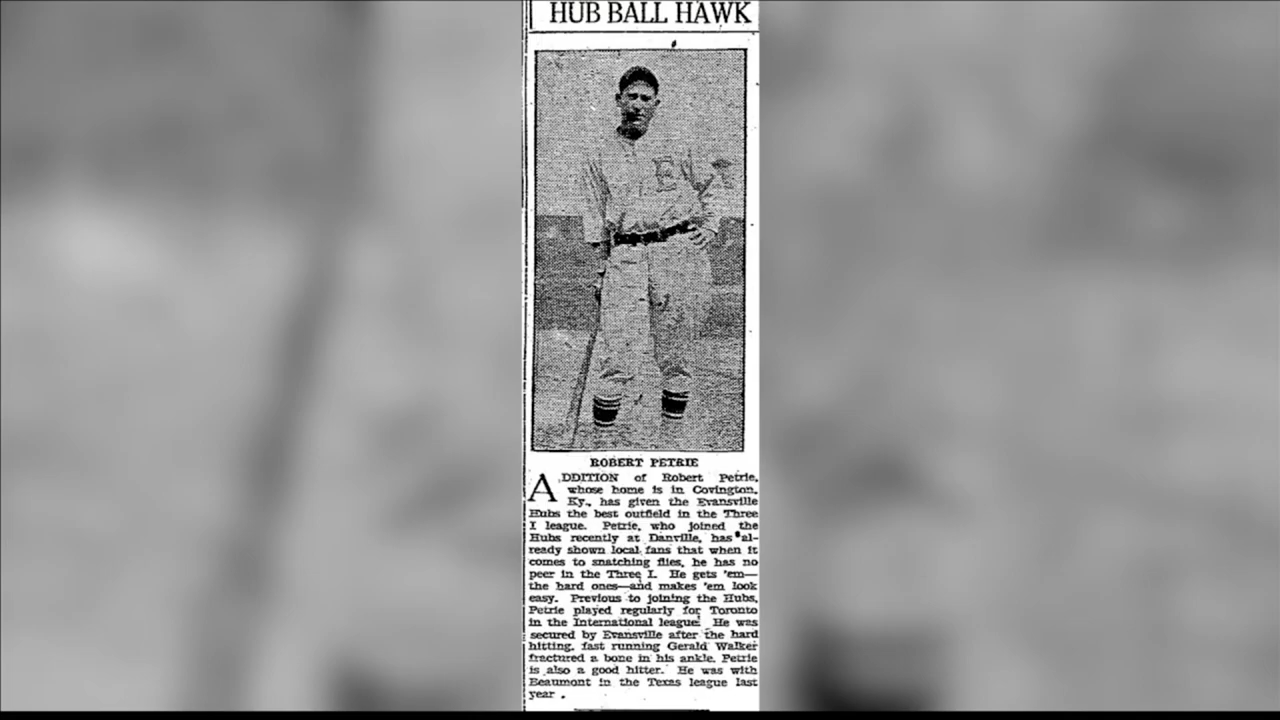 HUB BALL HAWK
E
ROBERT PETRIE
ADDITION of Robert Petrie,
whose home is in Covington,
Ky., has given the Evansville
Hubs the best outfield in the Three
I league. Petrie, who joined the
Hubs recently at Danville, has al-
ready shown local fans that when it
comes to snatching flies, he has no
peer in the Three I. He gets 'em—
the hard ones—and makes 'em look
easy. Previous to joining the Hubs,
Petrie played regularly for Toronto
in the International league. He was
secured by Evansville after the hard
hitting, fast running Gerald Walker
fractured a bone in his ankle. Petrie
is also a good hitter. He was with
Beaumont in the Texas league last
year.